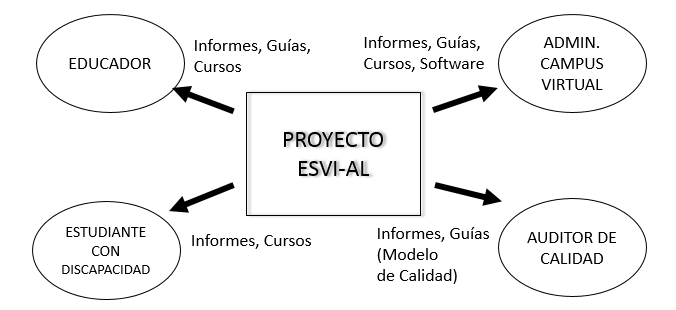 EDUCADOR
Informes, Guías,
Cursos
Informes, Guías,
Cursos, Software
ADMIN.
CAMPUS
VIRTUAL
PROYECTO
ESVI-AL
ESTUDIANTE
CON
DISCAPACIDAD
Informes, Cursos
Informes, Guías
(Modelo
de Calidad)
AUDITOR DE
CALIDAD